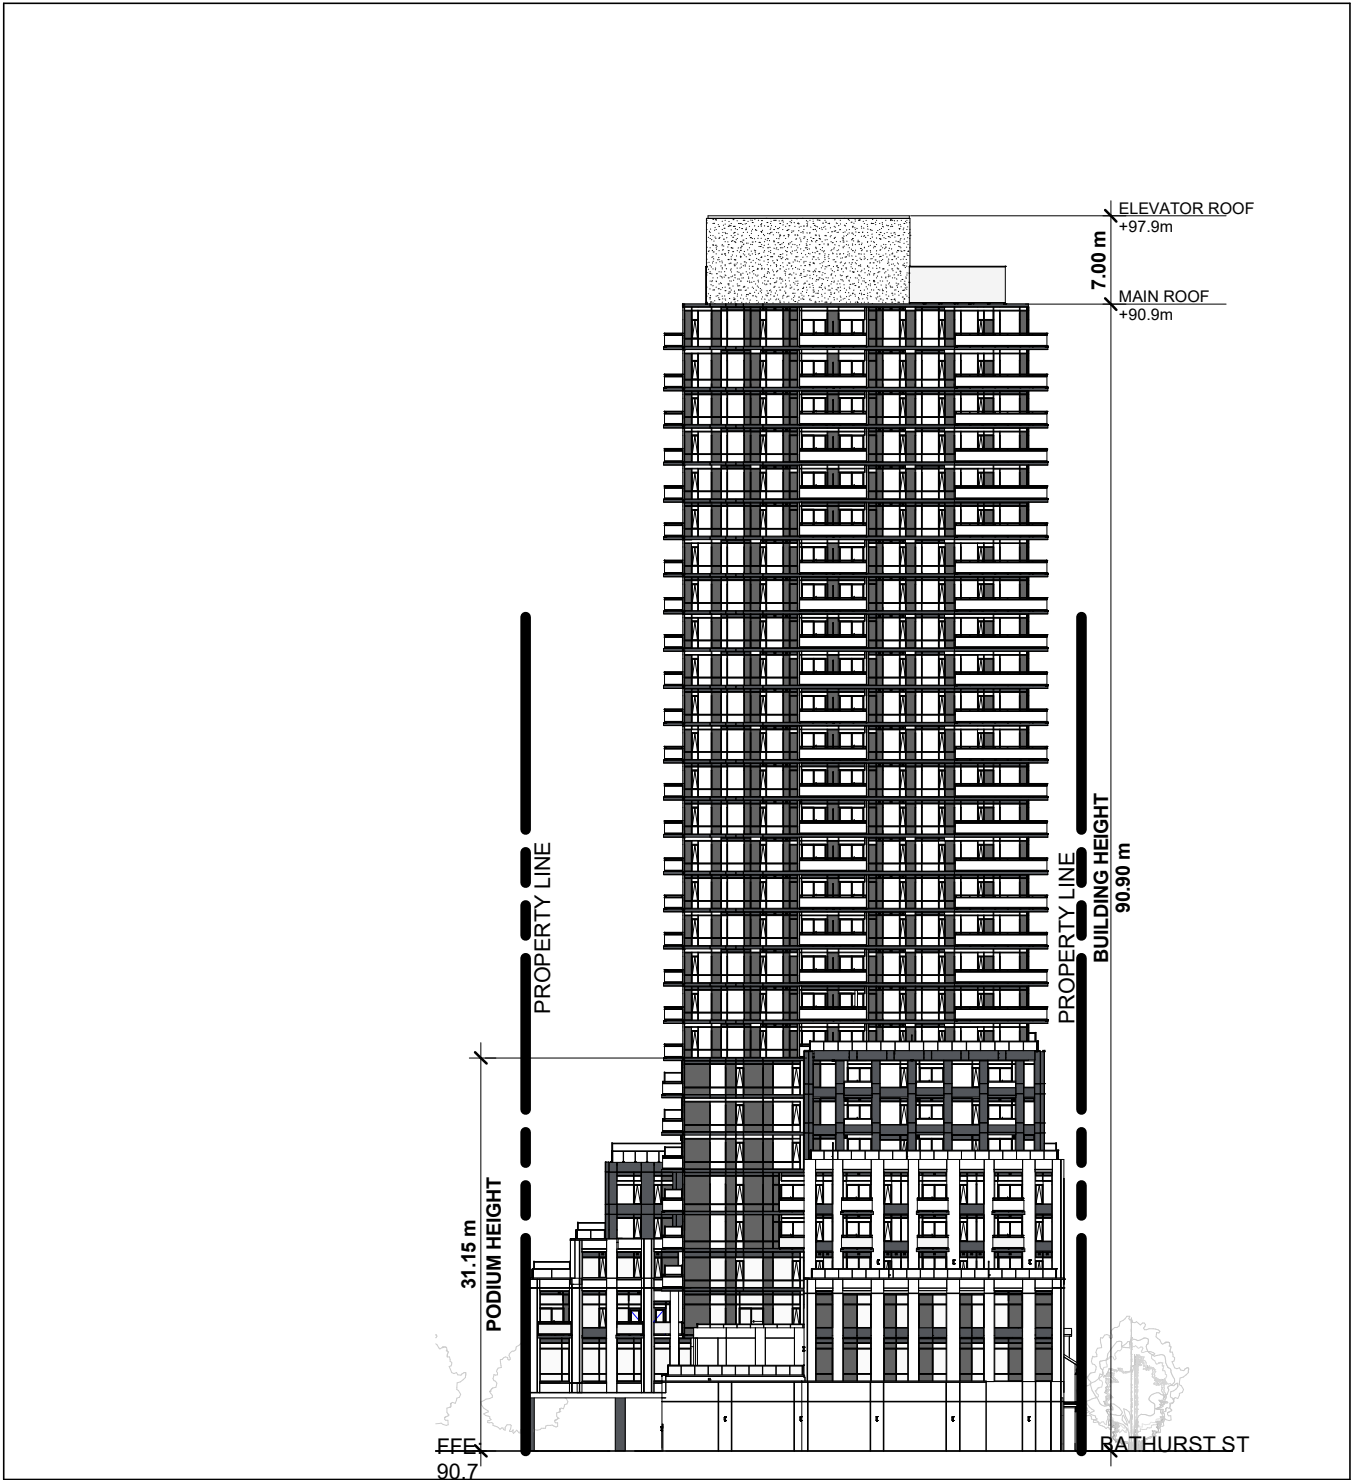 ELEVATOR ROOF
+97.9m
7.00 m
MAIN ROOF
+90.9m
PROPERTY LINE
PROPERTY LINE
BUILDING HEIGHT
90.90 m
31.15 m
PODIUM HEIGHT
FFE:
90.7
BATHURST ST